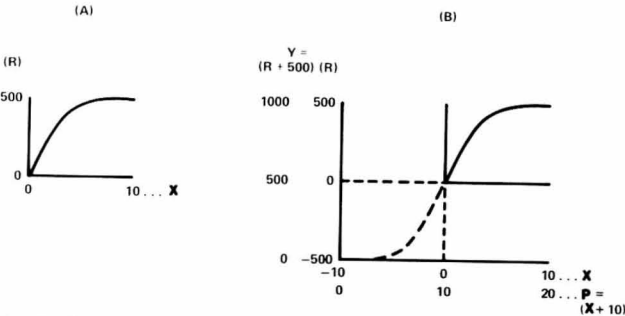 (A)
(B)
(R)
500
0
0 10 ... X
Y =
(R + 500) (R)
1000 500
500 0
0 -500
-10 0 10 ... X
0 10 20 ... P =
(X + 10)